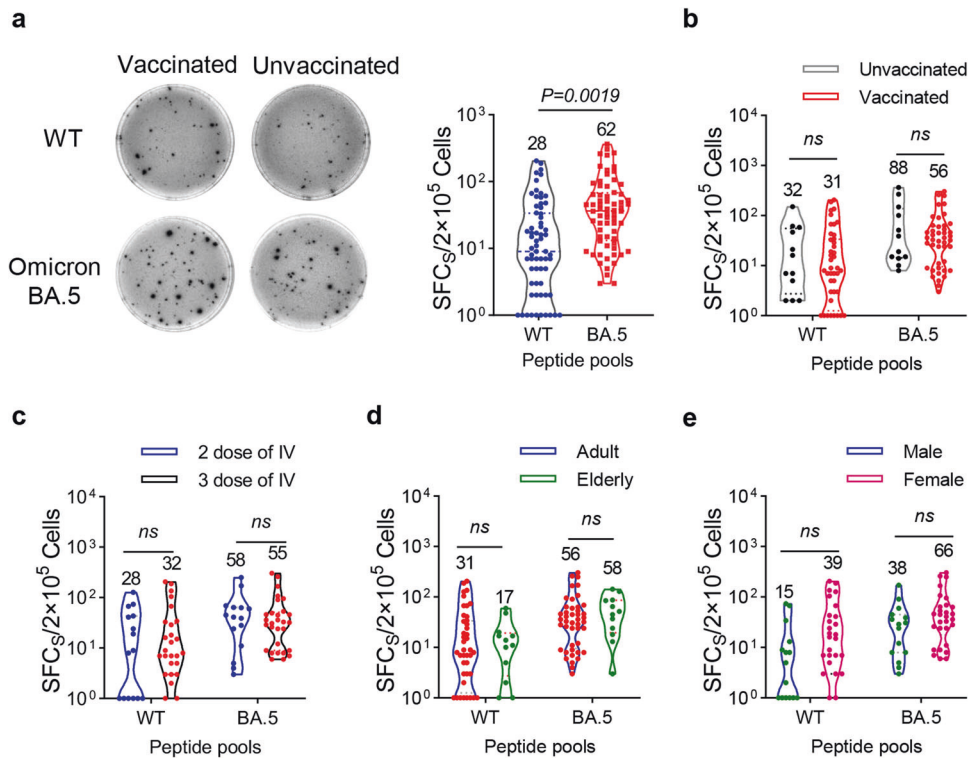 a
Vaccinated Unvaccinated
WT
Omicron
BA.5
SFCS/2×10⁵ Cells
10³
10²
10¹
10⁰
P=0.0019
28
62
WT BA.5
Peptide pools
b
Unvaccinated
Vaccinated
SFCS/2×10⁵ Cells
10⁴
10³
10²
10¹
10⁰
ns ns
32 31 88 56
WT BA.5
Peptide pools
c
2 dose of IV
3 dose of IV
SFCS/2×10⁵ Cells
10⁴
10³
10²
10¹
10⁰
ns ns
28 32 58 55
WT BA.5
Peptide pools
d
Adult
Elderly
SFCS/2×10⁵ Cells
10⁴
10³
10²
10¹
10⁰
ns ns
31 17 56 58
WT BA.5
Peptide pools
e
Male
Female
SFCS/2×10⁵ Cells
10⁴
10³
10²
10¹
10⁰
ns ns
15 39 38 66
WT BA.5
Peptide pools